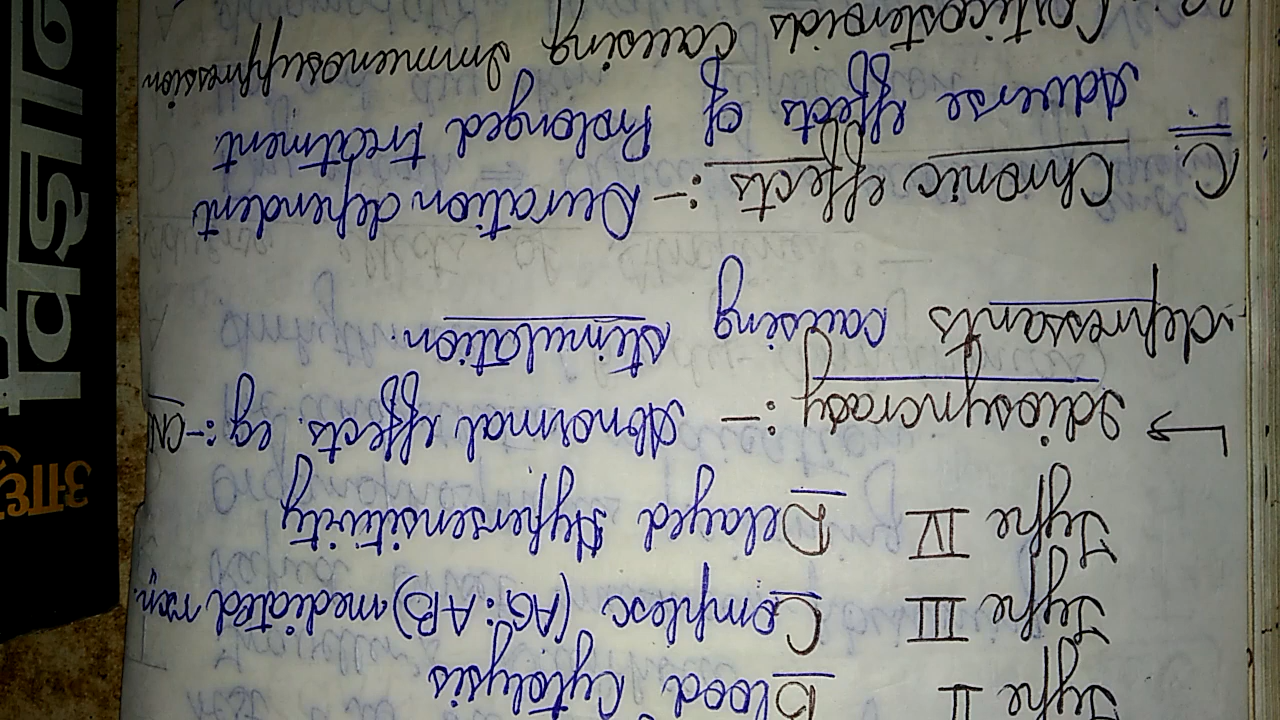 Type II Blood Cytolysis
Type III Complex (AG:AB) mediated rxn.
Type IV Delayed Hypersensitivity
→ Idiosyncrasy :- Abnormal effects. eg :- CNS
-depressants causing stimulation.
C. Chronic effects :- Duration dependent
Adverse effects of Prolonged treatment
Corticosteroids causing Immunosuppression